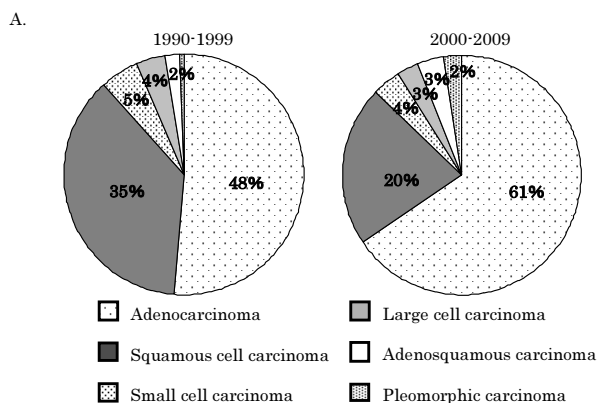 A.
1990-1999 2000-2009
4% 2% 3% 2%
5% 4% 3%
35% 48% 20% 61%
Adenocarcinoma Large cell carcinoma
Squamous cell carcinoma Adenosquamous carcinoma
Small cell carcinoma Pleomorphic carcinoma